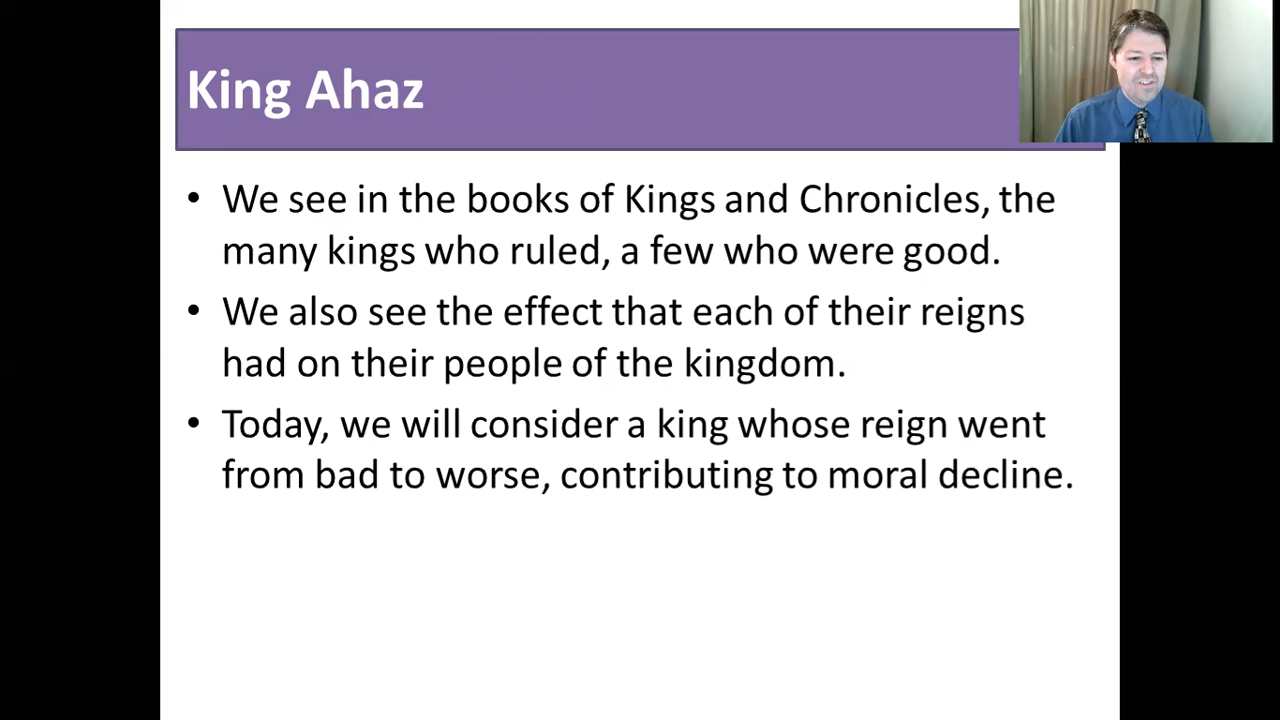 King Ahaz
• We see in the books of Kings and Chronicles, the
many kings who ruled, a few who were good.
• We also see the effect that each of their reigns
had on their people of the kingdom.
• Today, we will consider a king whose reign went
from bad to worse, contributing to moral decline.